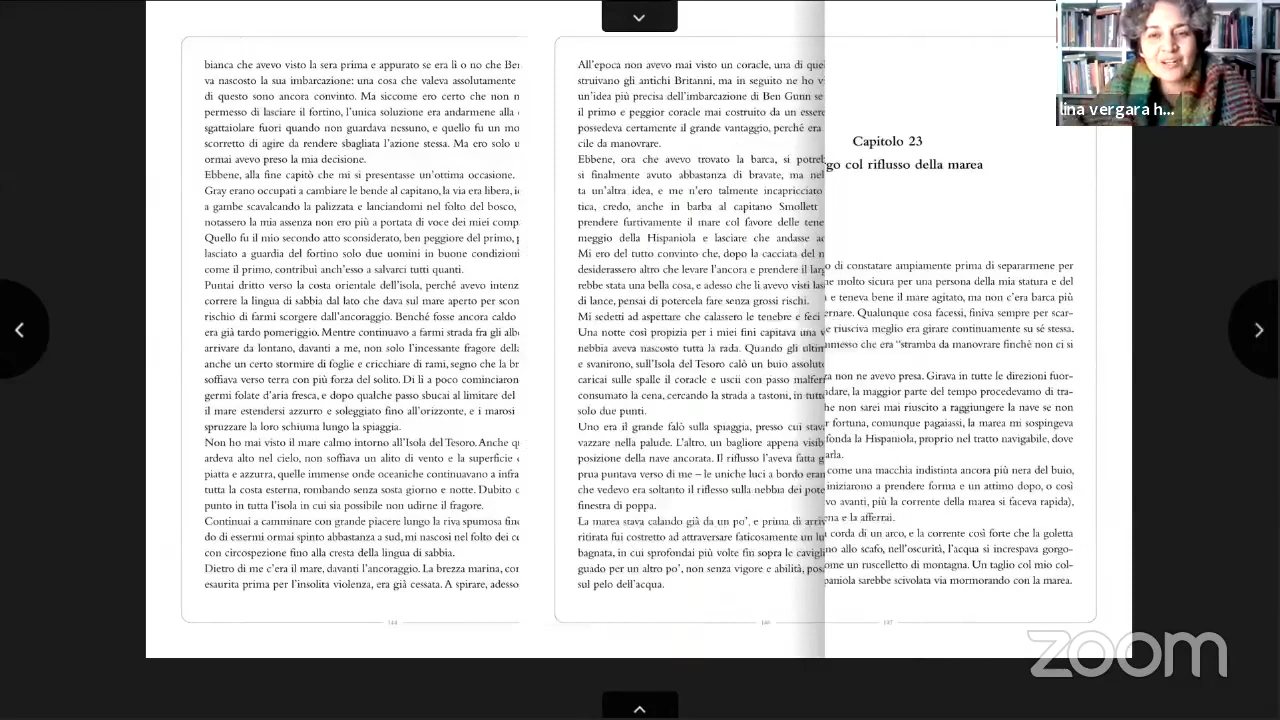 bianca che avevo visto la sera prima e appurato se era lì o no che Ben
va nascosto la sua imbarcazione: una cosa che valeva assolutamente
di questo sono ancora convinto. Ma siccome ero certo che non
permesso di lasciare il fortino, l'unica soluzione era andarmene alla
sgattaiolare fuori quando non guardava nessuno, e quello fu un mo
scorretto di agire da rendere sbagliata l'azione stessa. Ma ero solo
ormai avevo preso la mia decisione.
Ebbene, alla fine capitò che mi si presentasse un'ottima occasione.
Gray erano occupati a cambiare le bende al capitano, la via era libera,
a gambe scavalcando la palizzata e lanciandomi nel folto del bosco,
notassero la mia assenza non ero più a portata di voce dei miei comp
Quello fu il mio secondo atto sconsiderato, ben peggiore del primo,
lasciato a guardia del fortino solo due uomini in buone condizioni
come il primo, contribuì anch'esso a salvarci tutti quanti.
Puntai dritto verso la costa orientale dell'isola, perché avevo intenz
correre la lingua di sabbia dal lato che dava sul mare aperto per scon
rischio di farmi scorgere dall'ancoraggio. Benché fosse ancora caldo
era già tardo pomeriggio. Mentre continuavo a farmi strada fra gli albe
arrivare da lontano, davanti a me, non solo l'incessante fragore della
anche un certo stormire di foglie e cricchiare di rami, segno che la br
soffiava verso terra con più forza del solito. Di lì a poco cominciaron
germi folate d'aria fresca, e dopo qualche passo sbucai al limitare del
il mare estendersi azzurro e soleggiato fino all'orizzonte, e i marosi
spruzzare la loro schiuma lungo la spiaggia.
Non ho mai visto il mare calmo intorno all'Isola del Tesoro. Anche qu
ardeva alto nel cielo, non soffiava un alito di vento e la superficie
piatta e azzurra, quelle immense onde oceaniche continuavano a infra
tutta la costa esterna, rombando senza sosta giorno e notte. Dubito
punto in tutta l'isola in cui sia possibile non udirne il fragore.
Continuai a camminare con grande piacere lungo la riva spumosa fin
do di essermi ormai spinto abbastanza a sud, mi nascosi nel folto dei ce
con circospezione fino alla cresta della lingua di sabbia.
Dietro di me c'era il mare, davanti l'ancoraggio. La brezza marina, co
esaurita prima per l'insolita violenza, era già cessata. A spirare, adesso
144
All'epoca non avevo mai visto un coracle, una di que
struivano gli antichi Britanni, ma in seguito ne ho vi
un'idea più precisa dell'imbarcazione di Ben Gunn se
il primo e peggior coracle mai costruito da un essere
possedeva certamente il grande vantaggio, perché era
cile da manovrare.
Ebbene, ora che avevo trovato la barca, si potreb
si finalmente avuto abbastanza di bravate, ma nel
ta un'altra idea, e me n'ero talmente incapricciato
tica, credo, anche in barba al capitano Smollett
prendere furtivamente il mare col favore delle tene
meggio della Hispaniola e lasciare che andasse ad
Mi ero del tutto convinto che, dopo la cacciata del m
desiderassero altro che levare l'ancora e prendere il larg
rebbe stata una bella cosa, e adesso che li avevo visti las
di lance, pensai di potercela fare senza grossi rischi.
Mi sedetti ad aspettare che calassero le tenebre e feci
Una notte così propizia per i miei fini capitava una v
nebbia aveva nascosto tutta la rada. Quando gli ultim
e svanirono, sull'Isola del Tesoro calò un buio assolut
caricai sulle spalle il coracle e uscii con passo malferm
consumato la cena, cercando la strada a tastoni, in tutt
solo due punti.
Uno era il grande falò sulla spiaggia, presso cui stav
vazzare nella palude. L'altro, un bagliore appena visib
posizione della nave ancorata. Il riflusso l'aveva fatta g
prua puntava verso di me – le uniche luci a bordo eran
che vedevo era soltanto il riflesso sulla nebbia dei pote
finestra di poppa.
La marea stava calando già da un po', e prima di arriv
ritirata fui costretto ad attraversare faticosamente un lu
bagnata, in cui sprofondai più volte fin sopra le cavigl
guado per un altro po', non senza vigore e abilità, pos
sul pelo dell'acqua.
146
Capitolo 23
go col riflusso della marea
o di constatare ampiamente prima di separarmene per
ne molto sicura per una persona della mia statura e del
e teneva bene il mare agitato, ma non c'era barca più
ernare. Qualunque cosa facessi, finiva sempre per scar-
e riusciva meglio era girare continuamente su sé stessa.
mmesso che era "stramba da manovrare finché non ci si
za non ne avevo presa. Girava in tutte le direzioni fuor-
ndare, la maggior parte del tempo procedevamo di tra-
he non sarei mai riuscito a raggiungere la nave se non
r fortuna, comunque pagaiassi, la marea mi sospingeva
fonda la Hispaniola, proprio nel tratto navigabile, dove
arla.
come una macchia indistinta ancora più nera del buio,
iniziarono a prendere forma e un attimo dopo, o così
vo avanti, più la corrente della marea si faceva rapida),
ena e la afferrai.
corda di un arco, e la corrente così forte che la goletta
no allo scafo, nell'oscurità, l'acqua si increspava gorgo-
ome un ruscelletto di montagna. Un taglio col mio col-
paniola sarebbe scivolata via mormorando con la marea.
147
lina vergara h...
zoom